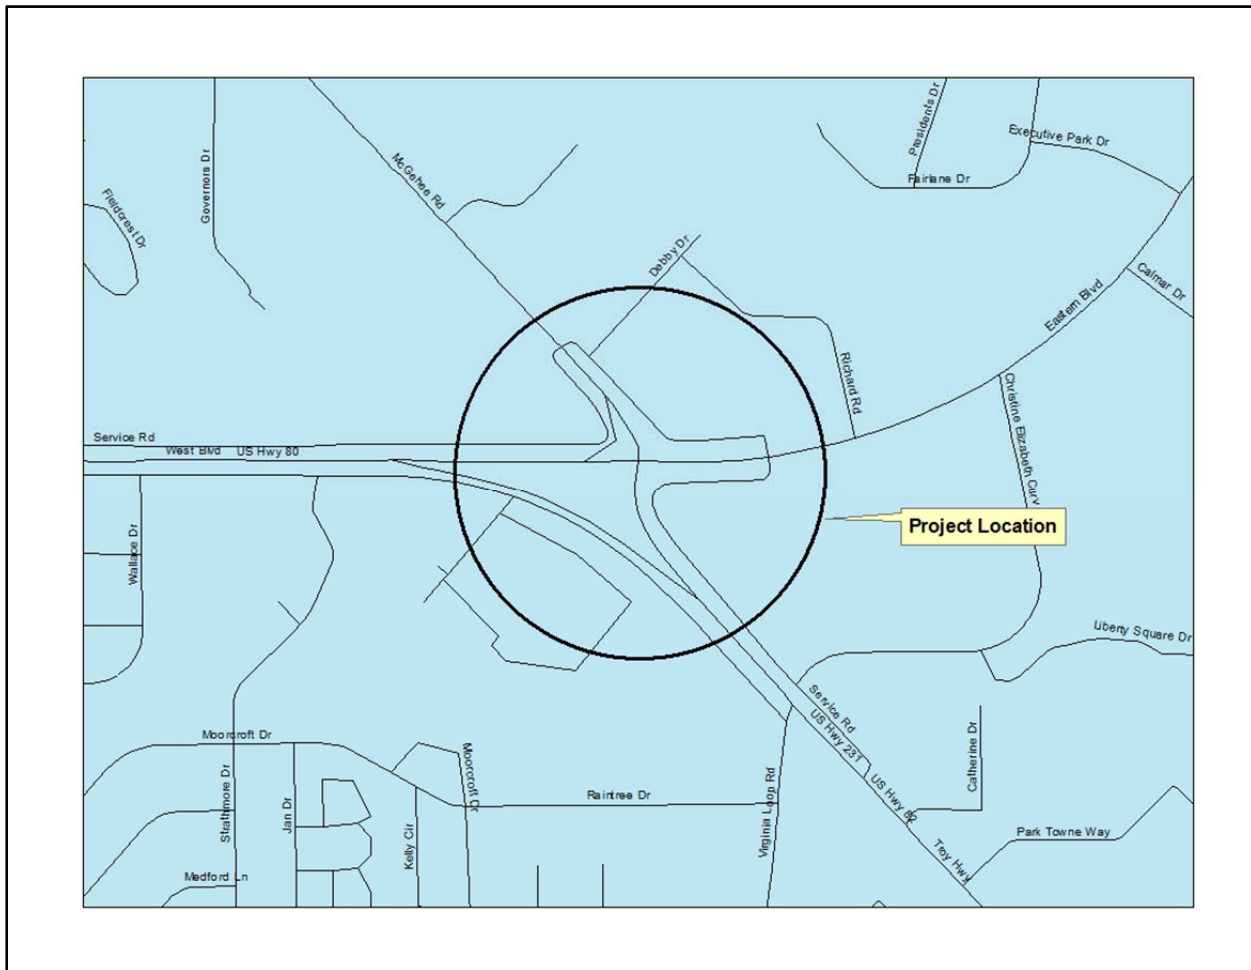 Presidents Dr
Executive Park Dr
Fairlane Dr
Governors Dr
McGehee Rd
Fieldcrest Dr
Debby Dr
Calmar Dr
Eastern Blvd
Richard Rd
Christine Elizabeth Curv
Service Rd
West Blvd
US Hwy 80
Project Location
Wallace Dr
Liberty Square Dr
Service Rd
US Hwy 231
US Hwy 82
Troy Hwy
Catherine Dr
Park Towne Way
Moorcroft Dr
Moorcroft Dr
Raintree Dr
Virginia Loop Rd
Strathmore Dr
Jan Dr
Kelly Cir
Medford Ln